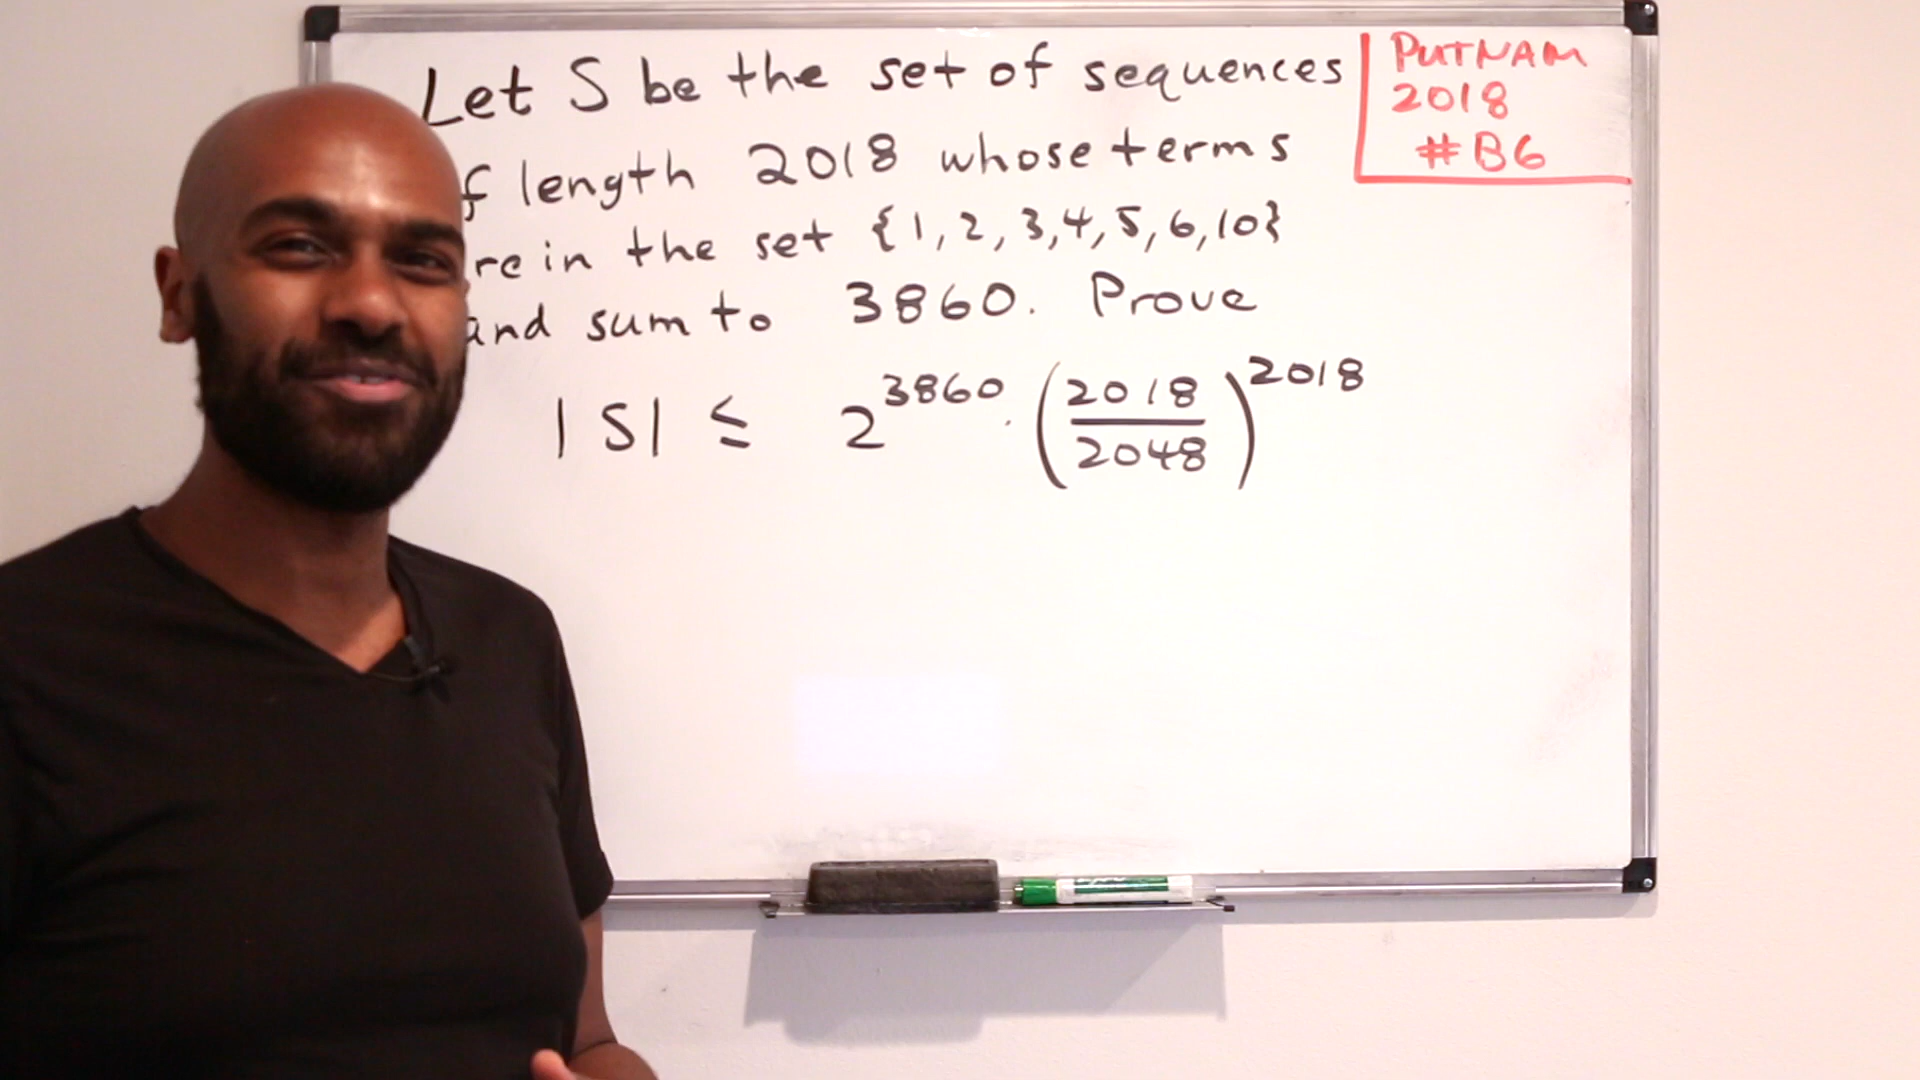 Let S be the set of sequences
f length 2018 whose terms
re in the set {1, 2, 3, 4, 5, 6, 10}
and sum to 3860. Prove
|S| ≤ 2^3860 · (2018/2048)^2018
PUTNAM
2018
#B6